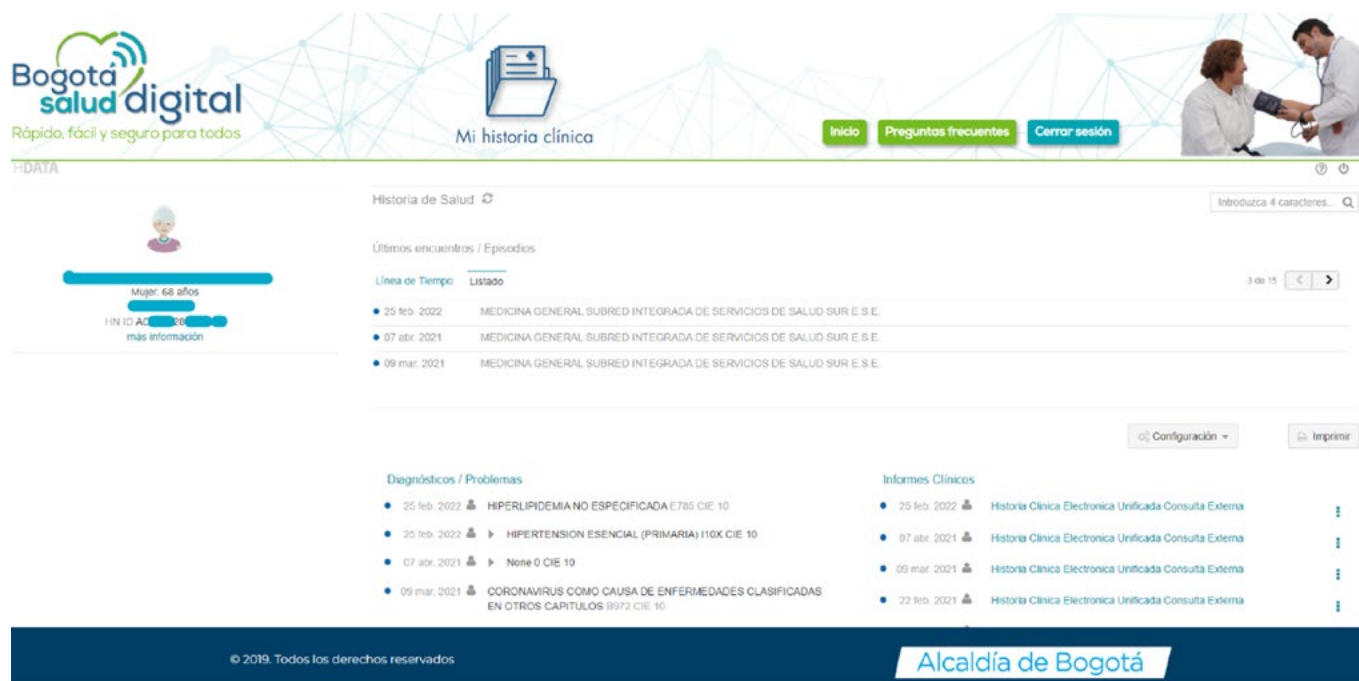 Bogotá
salud digital
Rápido, fácil y seguro para todos
Mi historia clínica
Inicio
Preguntas frecuentes
Cerrar sesión
HDATA
Historia de Salud
Introduzca 4 caracteres...
Últimos encuentros / Episodios
Línea de Tiempo Listado
3 de 15
Mujer. 68 años
HN ID
más información
25 feb. 2022 MEDICINA GENERAL SUBRED INTEGRADA DE SERVICIOS DE SALUD SUR E.S.E.
07 abr. 2021 MEDICINA GENERAL SUBRED INTEGRADA DE SERVICIOS DE SALUD SUR E.S.E.
09 mar. 2021 MEDICINA GENERAL SUBRED INTEGRADA DE SERVICIOS DE SALUD SUR E.S.E.
Configuración
Imprimir
Diagnósticos / Problemas
25 feb. 2022 HIPERLIPIDEMIA NO ESPECIFICADA E785 CIE 10
25 feb. 2022 HIPERTENSION ESENCIAL (PRIMARIA) I10X CIE 10
07 abr. 2021 None 0 CIE 10
09 mar. 2021 CORONAVIRUS COMO CAUSA DE ENFERMEDADES CLASIFICADAS
EN OTROS CAPITULOS B972 CIE 10
Informes Clínicos
25 feb. 2022 Historia Clinica Electronica Unificada Consulta Externa
07 abr. 2021 Historia Clinica Electronica Unificada Consulta Externa
09 mar. 2021 Historia Clinica Electronica Unificada Consulta Externa
22 feb. 2021 Historia Clinica Electronica Unificada Consulta Externa
© 2019. Todos los derechos reservados
Alcaldía de Bogotá